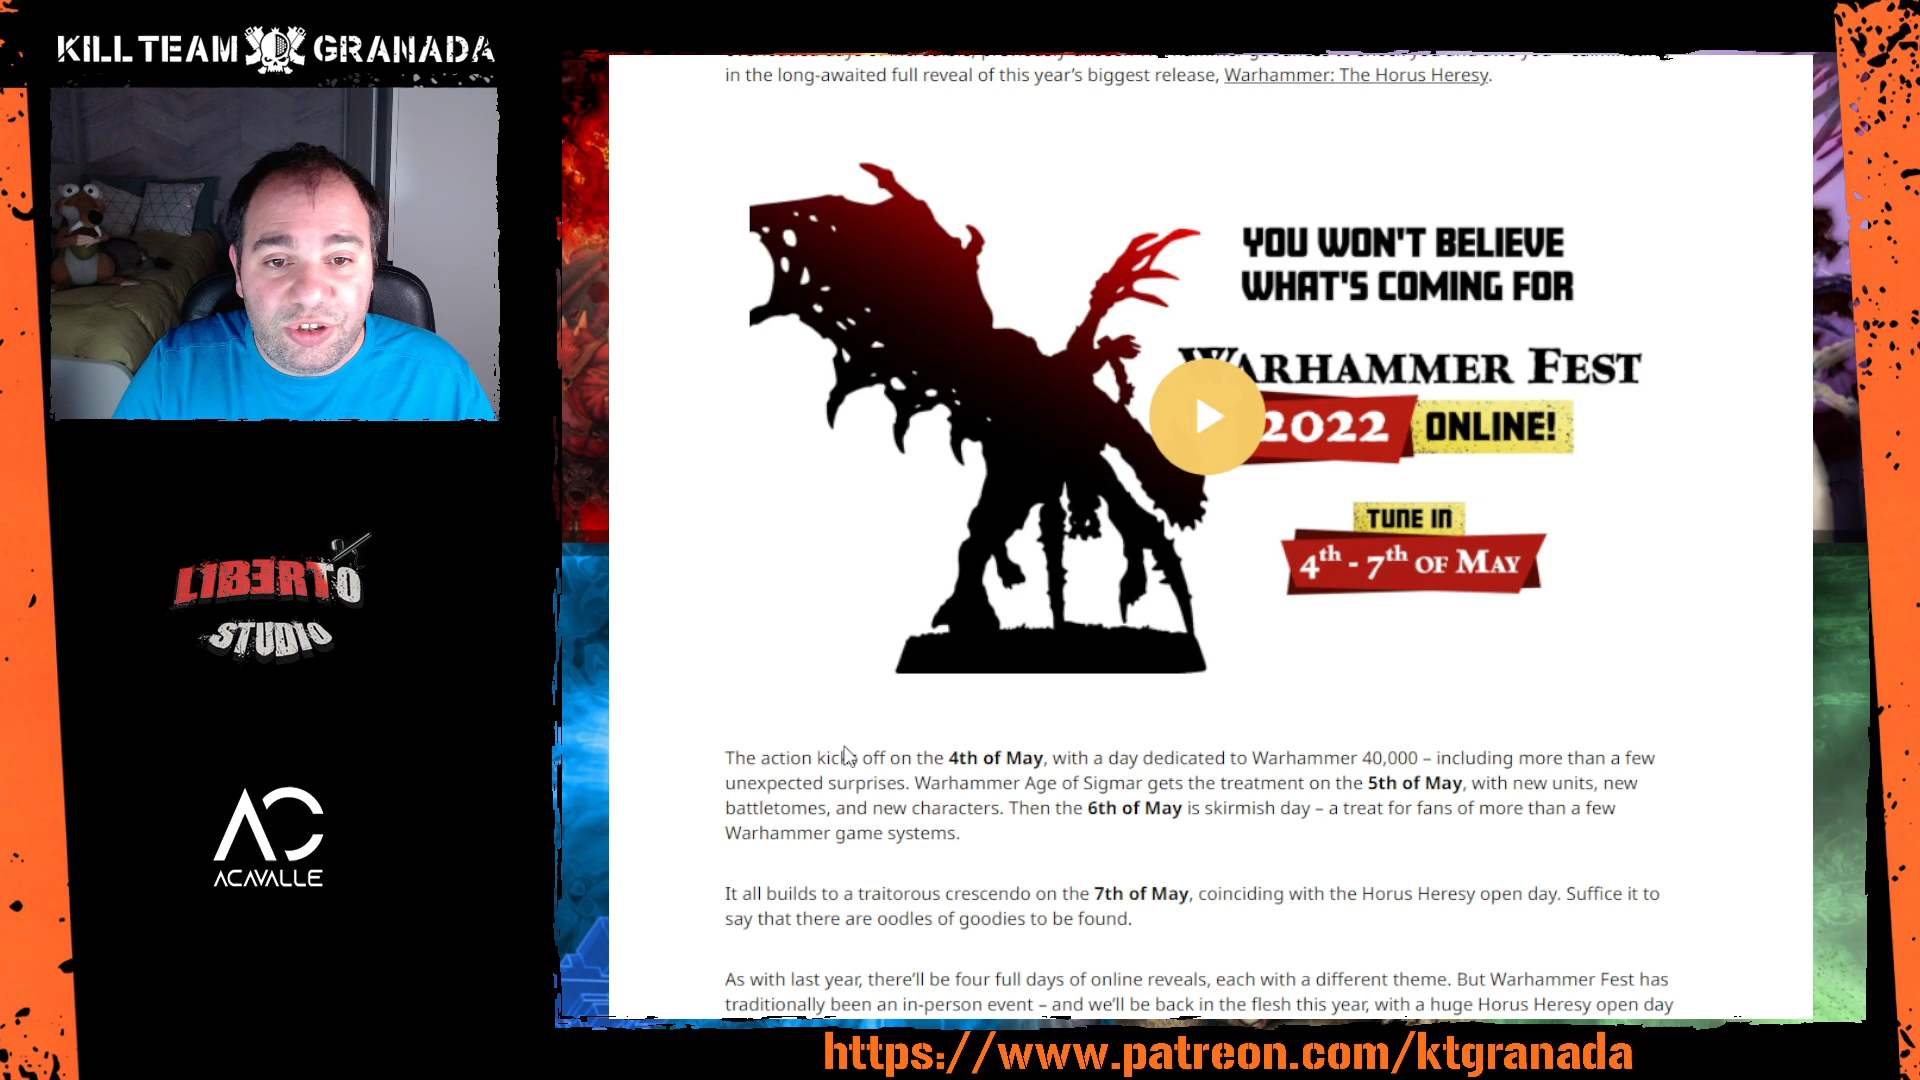 KILL TEAM GRANADA
in the long-awaited full reveal of this year's biggest release, Warhammer: The Horus Heresy.
YOU WON'T BELIEVE
WHAT'S COMING FOR
WARHAMMER FEST
2022 ONLINE!
TUNE IN
4th - 7th OF MAY
LIBERTO
STUDIO
AC
ACAVALLE
The action kicks off on the 4th of May, with a day dedicated to Warhammer 40,000 – including more than a few
unexpected surprises. Warhammer Age of Sigmar gets the treatment on the 5th of May, with new units, new
battletomes, and new characters. Then the 6th of May is skirmish day – a treat for fans of more than a few
Warhammer game systems.
It all builds to a traitorous crescendo on the 7th of May, coinciding with the Horus Heresy open day. Suffice it to
say that there are oodles of goodies to be found.
As with last year, there'll be four full days of online reveals, each with a different theme. But Warhammer Fest has
traditionally been an in-person event – and we'll be back in the flesh this year, with a huge Horus Heresy open day
https://www.patreon.com/ktgranada